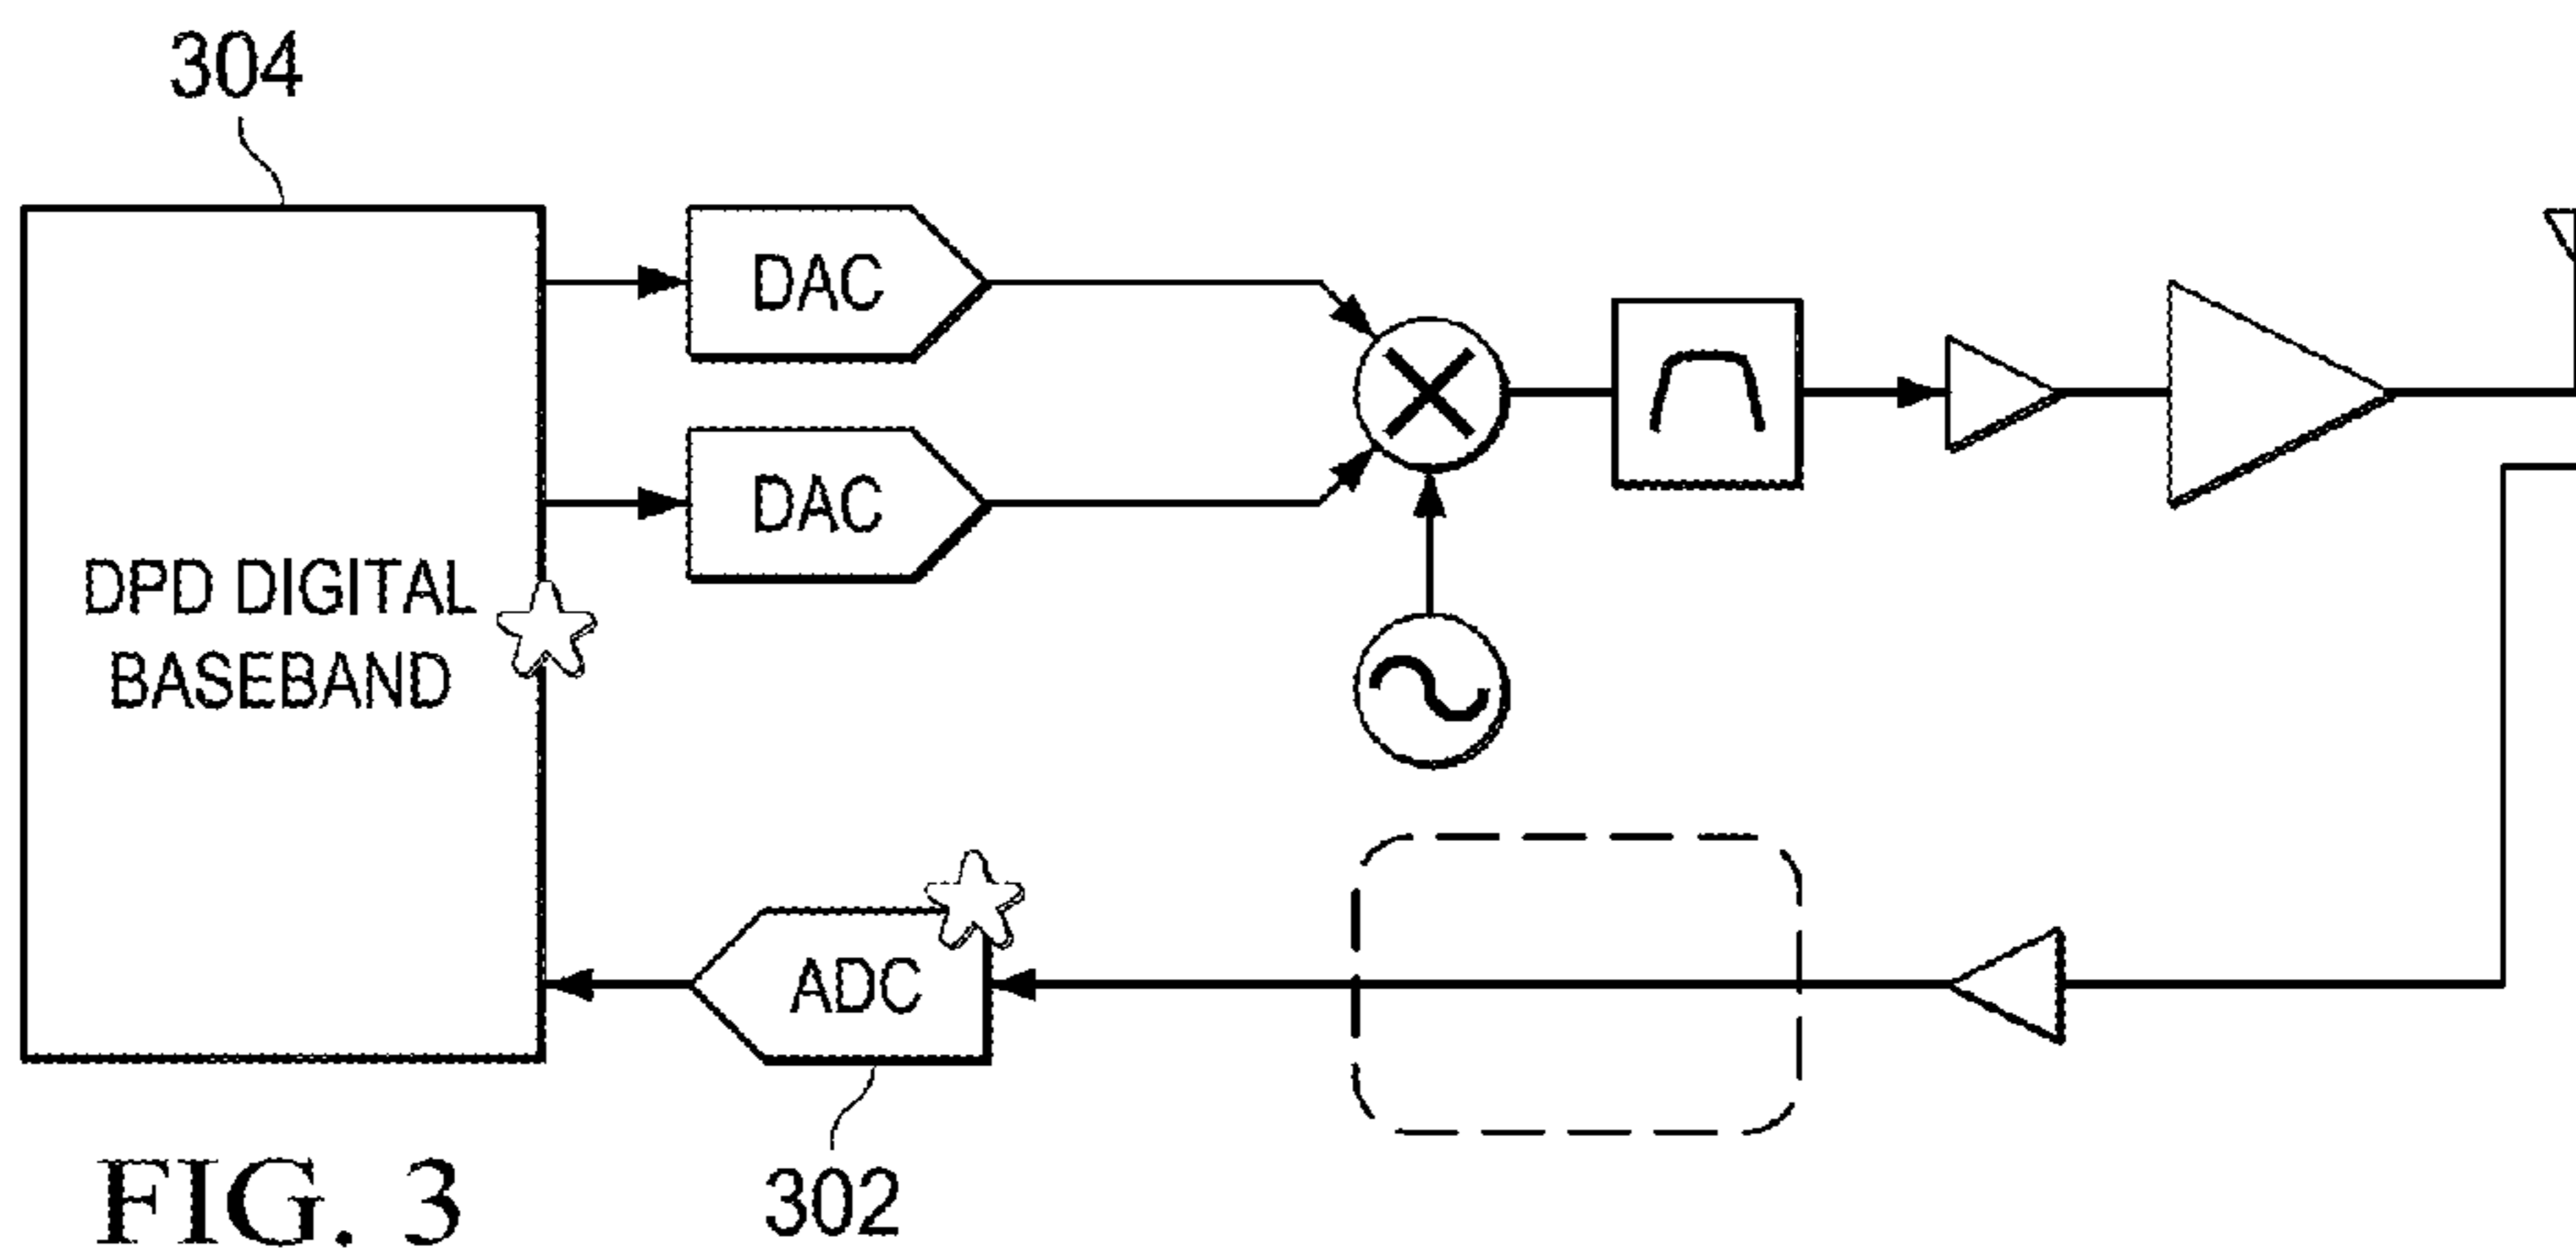 304
DAC
DAC
DPD DIGITAL
BASEBAND
ADC
302
FIG. 3